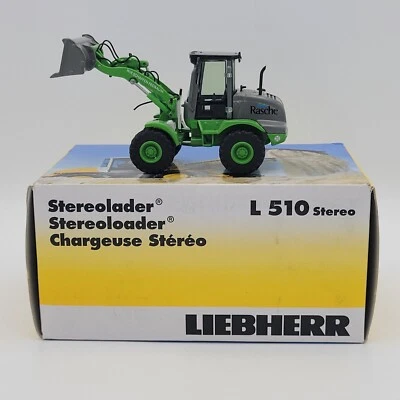 Rasche
Stereolader®
Stereoloader®
Chargeuse Stéréo
L 510 Stereo
LIEBHERR